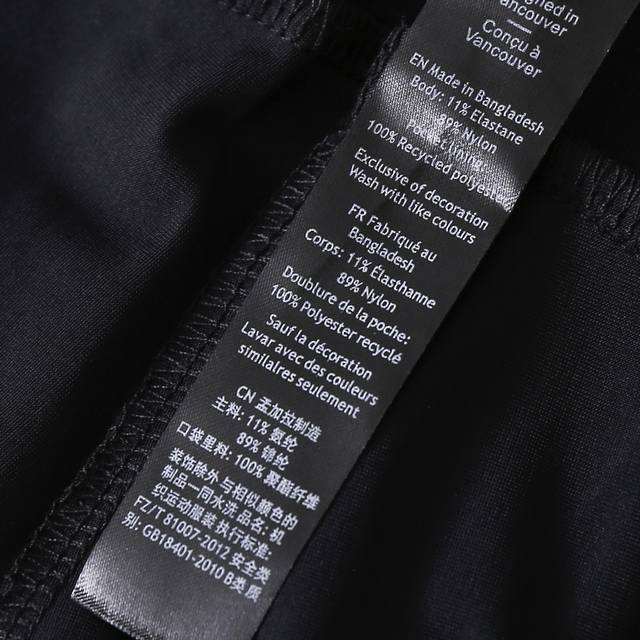 signed in
Vancouver
Conçu à
Vancouver
EN Made in Bangladesh
Body: 11% Elastane
89% Nylon
Pocket lining
100% Recycled polyester
Exclusive of decoration
Wash with like colours
FR Fabriqué au
Bangladesh
Corps: 11% Élasthanne
89% Nylon
Doublure de la poche:
100% Polyester recyclé
Sauf la décoration
Lavar avec des couleurs
similaires seulement
CN 孟加拉制造
主料: 11% 氨纶
89% 锦纶
口袋里料: 100% 聚酯纤维
装饰除外 与相似颜色的
制品一同水洗 品名: 机
织运动服装 执行标准:
FZ/T 81007-2012 安全类
别: GB18401-2010 B类 质